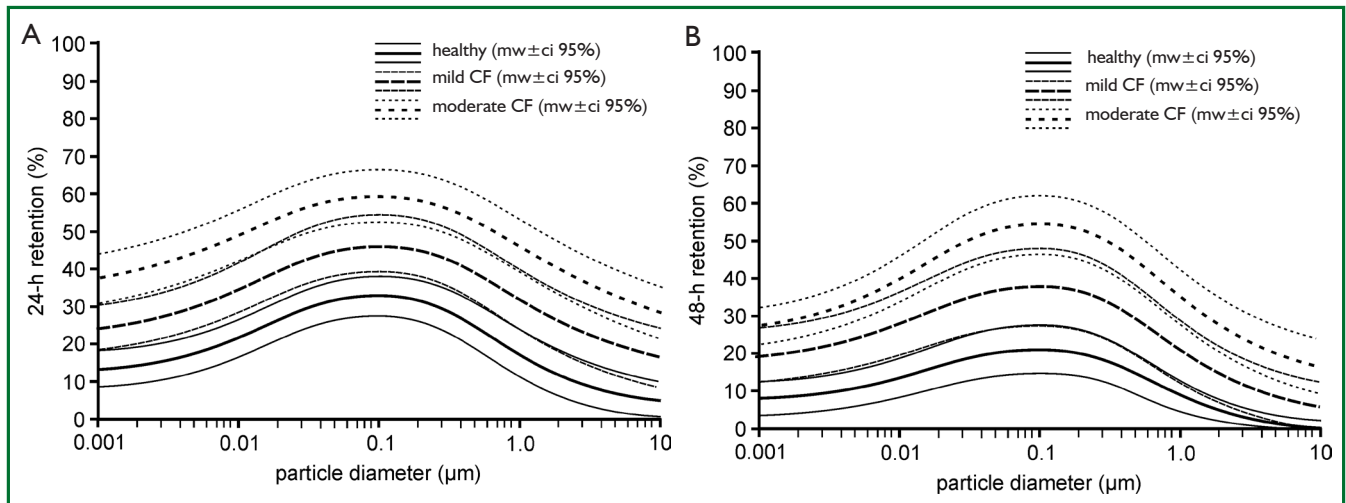 A
100
90
80
70
60
50
40
30
20
10
0
24-h retention (%)
healthy (mw±ci 95%)
mild CF (mw±ci 95%)
moderate CF (mw±ci 95%)
0.001
0.01
0.1
1.0
10
particle diameter (µm)
B
100
90
80
70
60
50
40
30
20
10
0
48-h retention (%)
healthy (mw±ci 95%)
mild CF (mw±ci 95%)
moderate CF (mw±ci 95%)
0.001
0.01
0.1
1.0
10
particle diameter (µm)